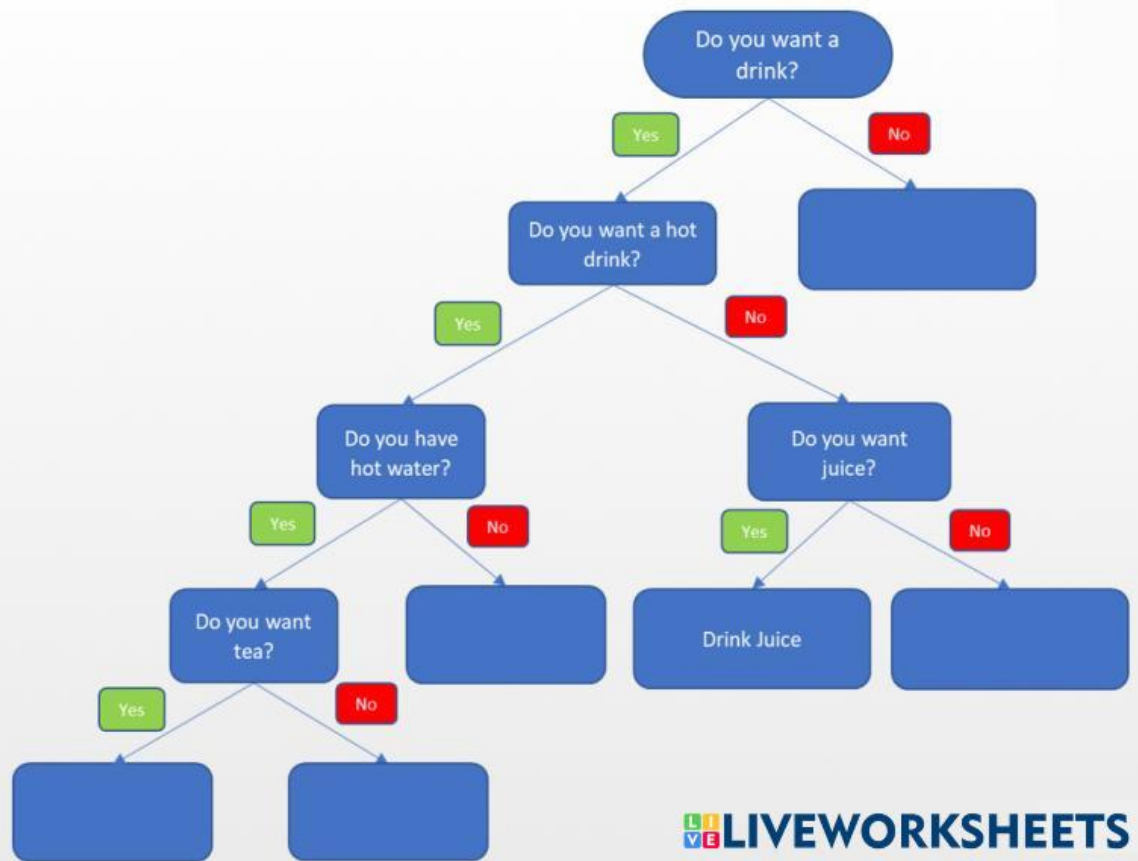 Do you want a
drink?
Yes
No
Do you want a hot
drink?
Yes
No
Do you have
hot water?
Do you want
juice?
Yes
No
Yes
No
Do you want
tea?
Drink Juice
Yes
No
LIVE LIVEWORKSHEETS